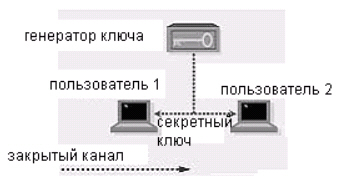 генератор ключа
пользователь 1
пользователь 2
секретный
ключ
закрытый канал